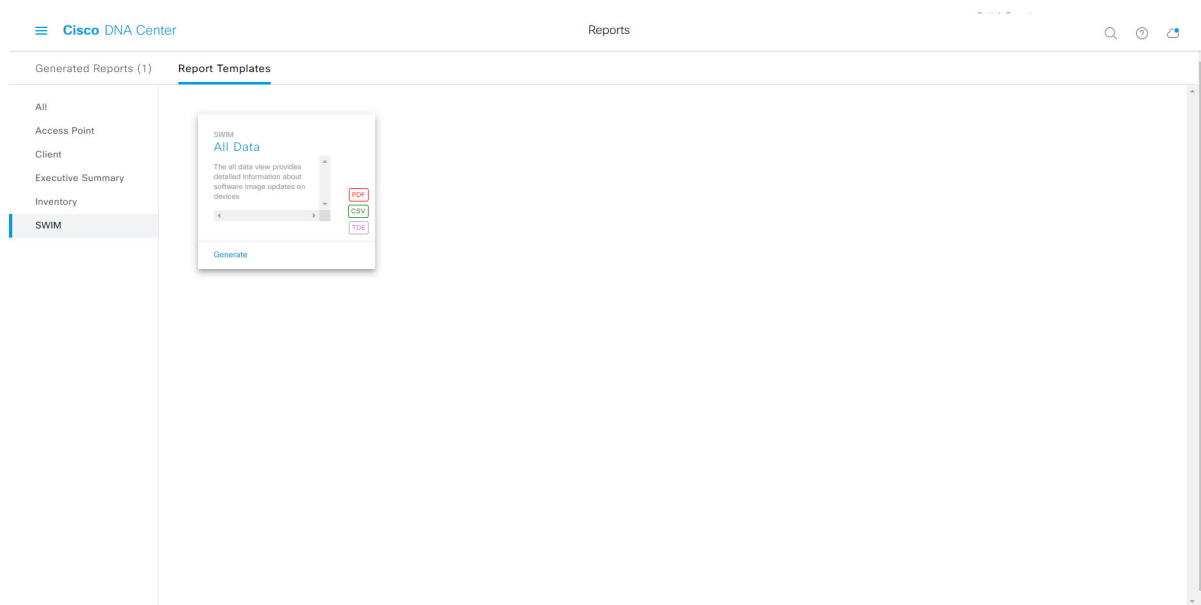 Cisco DNA Center
Reports
Generated Reports (1)
Report Templates
All
Access Point
Client
Executive Summary
Inventory
SWIM
SWIM
All Data
The all data view provides
detailed information about
software image updates on
devices
PDF
CSV
TDE
Generate